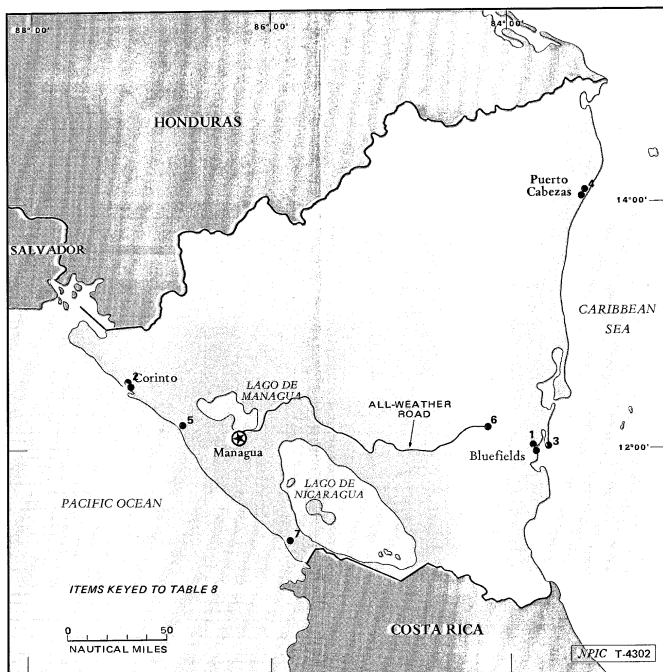 88°00' 86°00' 84°00'
HONDURAS
Puerto
Cabezas
4
14°00'
SALVADOR
CARIBBEAN
SEA
2
Corinto
LAGO DE
MANAGUA
ALL-WEATHER
ROAD
5
6
1
3
Managua
Bluefields
12°00'
LAGO DE
NICARAGUA
PACIFIC OCEAN
7
ITEMS KEYED TO TABLE 8
COSTA RICA
0 50
NAUTICAL MILES
NPIC T-4302